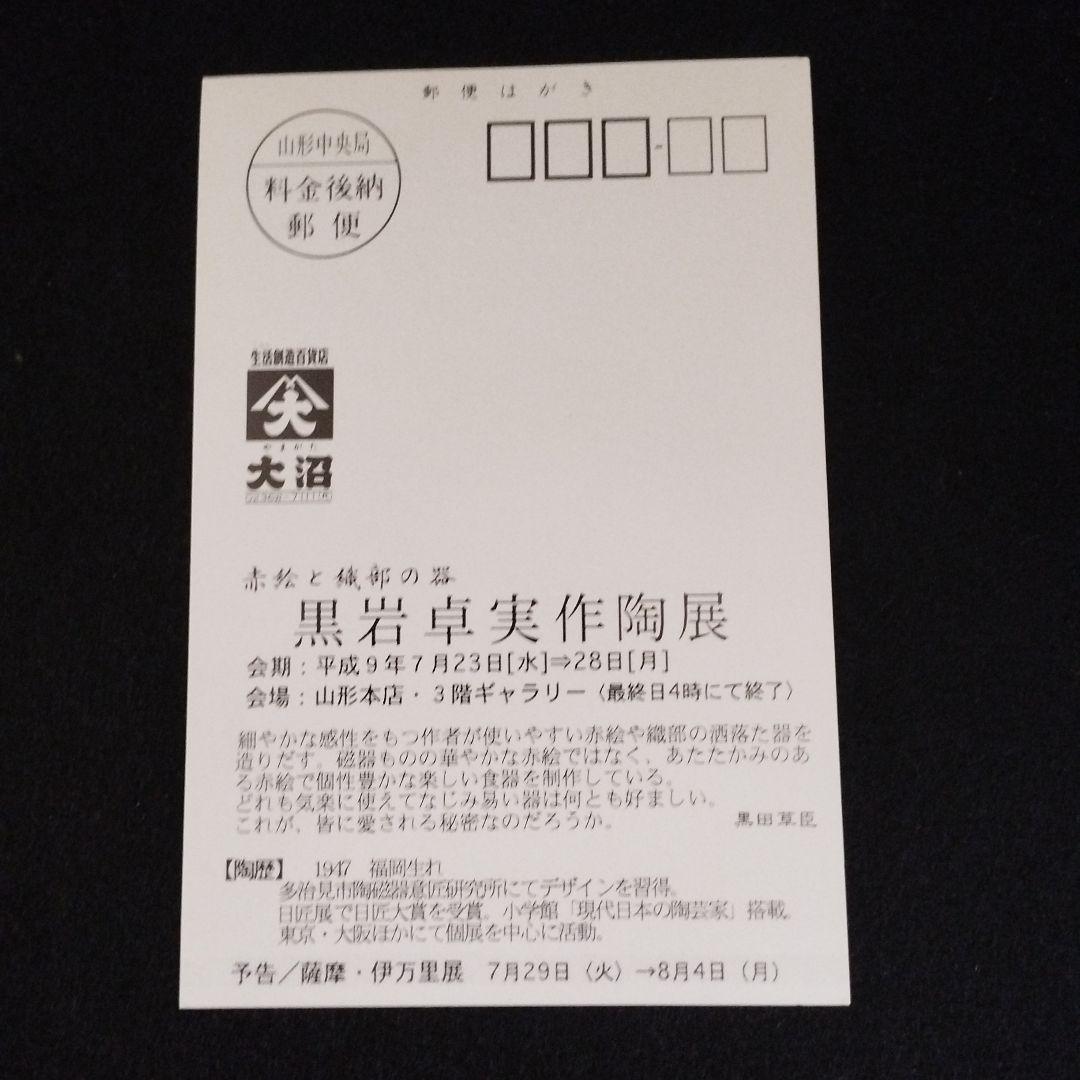 郵便はがき
山形中央局
料金後納
郵便
生活創造百貨店
大
やまがた
大沼
赤絵と織部の器
黒岩卓実作陶展
会期：平成9年7月23日[水]⇒28日[月]
会場：山形本店・3階ギャラリー〈最終日4時にて終了〉
細やかな感性をもつ作者が使いやすい赤絵や織部の洒落た器を
造りだす。磁器ものの華やかな赤絵ではなく、あたたかみのあ
る赤絵で個性豊かな楽しい食器を制作している。
どれも気楽に使えてなじみ易い器は何とも好ましい。
これが、皆に愛される秘密なのだろうか。
黒田草臣
【陶歴】 1947 福岡生れ
多治見市陶磁器意匠研究所にてデザインを習得。
日匠展で日匠大賞を受賞。小学館「現代日本の陶芸家」搭載。
東京・大阪ほかにて個展を中心に活動。
予告／薩摩・伊万里展 7月29日〈火〉→8月4日（月）